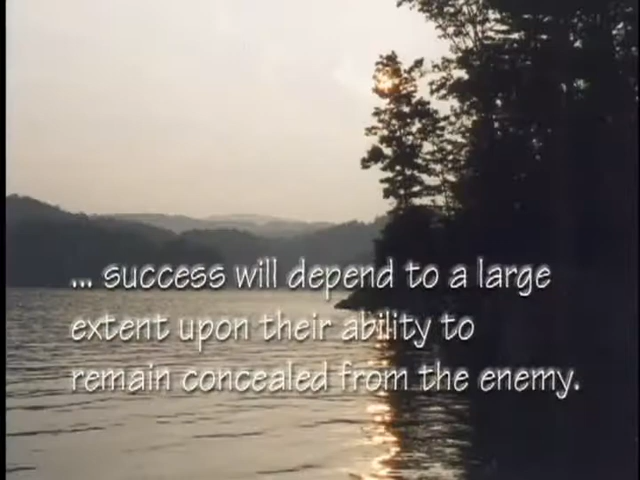 ... success will depend to a large
extent upon their ability to
remain concealed from the enemy.